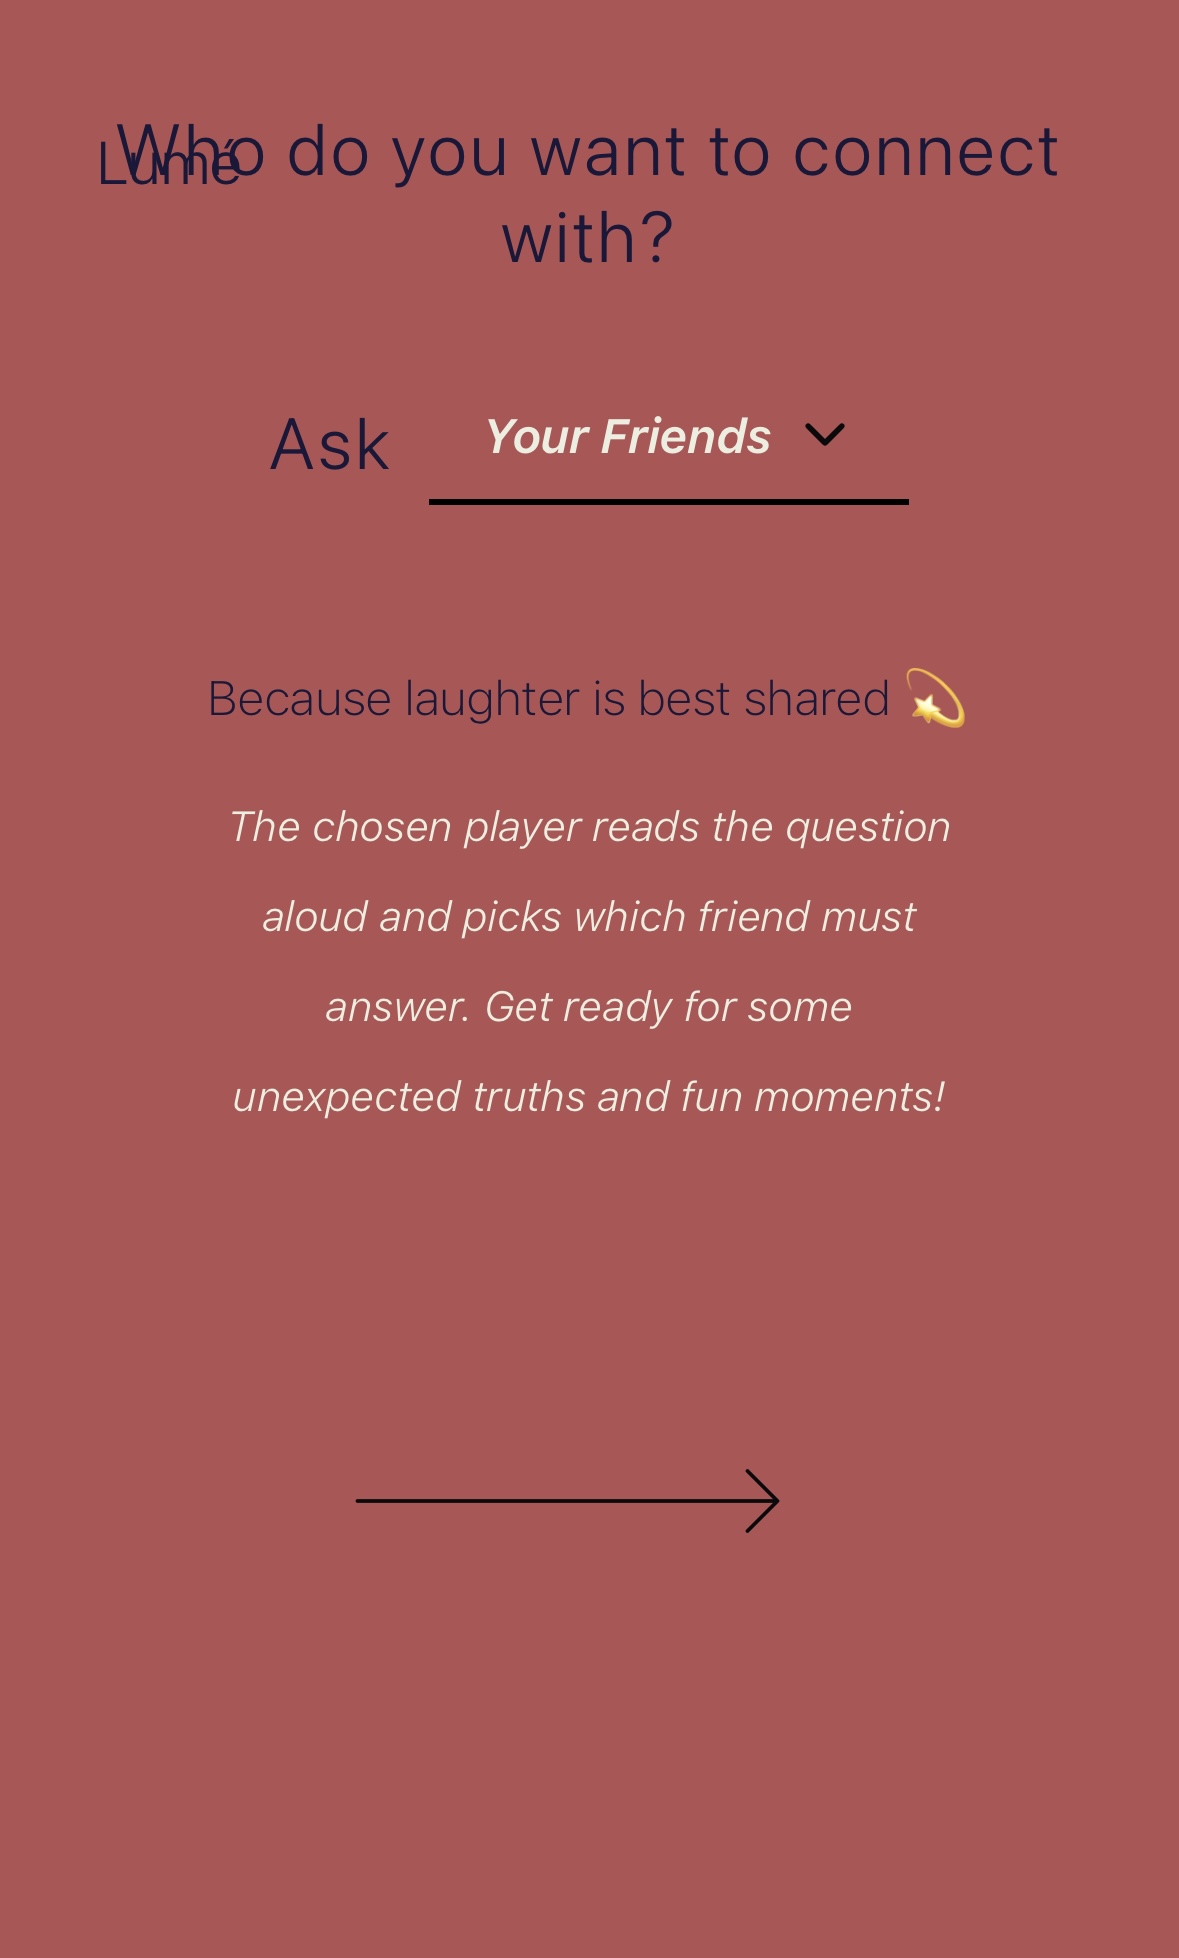 Lumé
Who do you want to connect
with?
Ask Your Friends
Because laughter is best shared 💫
The chosen player reads the question
aloud and picks which friend must
answer. Get ready for some
unexpected truths and fun moments!